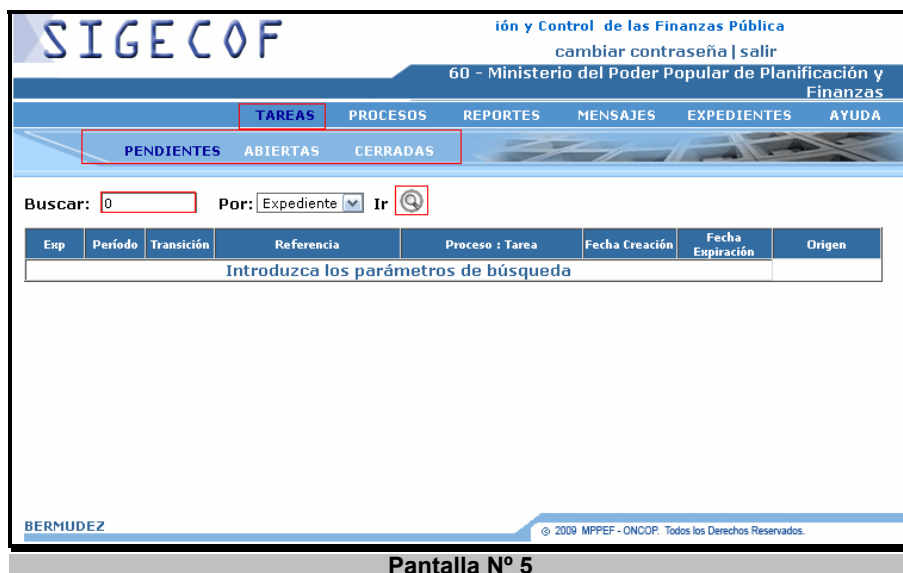 SIGECOF
ión y Control de las Finanzas Pública
cambiar contraseña | salir
60 - Ministerio del Poder Popular de Planificación y
Finanzas
TAREAS PROCESOS REPORTES MENSAJES EXPEDIENTES AYUDA
PENDIENTES ABIERTAS CERRADAS
Buscar: 0 Por: Expediente Ir
Exp Período Transición Referencia Proceso : Tarea Fecha Creación Fecha Expiración Origen
Introduzca los parámetros de búsqueda
BERMUDEZ
© 2009 MPPEF - ONCOP. Todos los Derechos Reservados.
Pantalla Nº 5